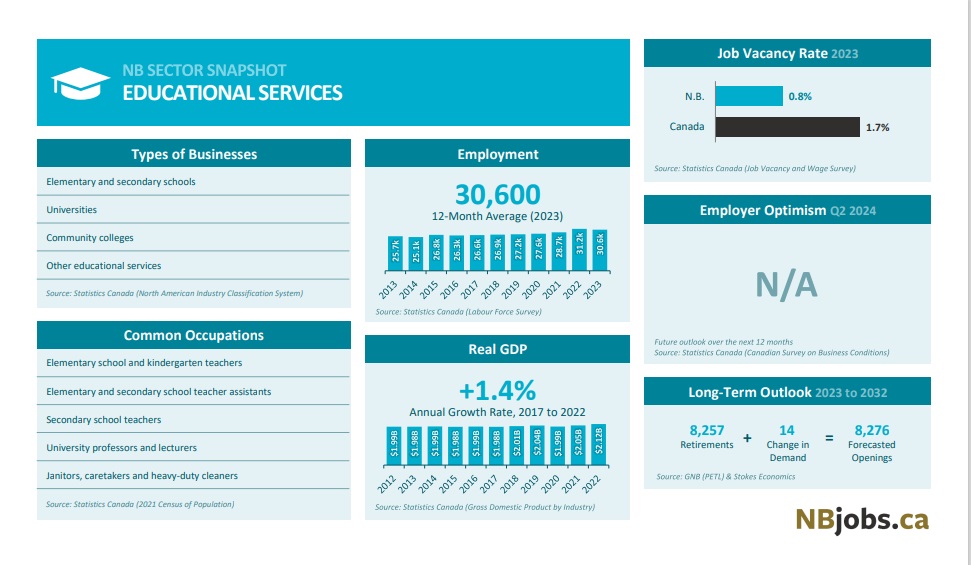 NB SECTOR SNAPSHOT
EDUCATIONAL SERVICES
Types of Businesses
Elementary and secondary schools
Universities
Community colleges
Other educational services
Source: Statistics Canada (North American Industry Classification System)
Common Occupations
Elementary school and kindergarten teachers
Elementary and secondary school teacher assistants
Secondary school teachers
University professors and lecturers
Janitors, caretakers and heavy-duty cleaners
Source: Statistics Canada (2021 Census of Population)
Employment
30,600
12-Month Average (2023)
25.7k 25.1k 26.8k 26.3k 26.6k 26.9k 27.2k 27.6k 28.7k 31.2k 30.6k
2013 2014 2015 2016 2017 2018 2019 2020 2021 2022 2023
Source: Statistics Canada (Labour Force Survey)
Real GDP
+1.4%
Annual Growth Rate, 2017 to 2022
$1.99B $1.98B $1.99B $1.98B $1.99B $1.98B $2.01B $2.04B $1.99B $2.05B $2.12B
2012 2013 2014 2015 2016 2017 2018 2019 2020 2021 2022
Source: Statistics Canada (Gross Domestic Product by Industry)
Job Vacancy Rate 2023
N.B. 0.8%
Canada 1.7%
Source: Statistics Canada (Job Vacancy and Wage Survey)
Employer Optimism Q2 2024
N/A
Future outlook over the next 12 months
Source: Statistics Canada (Canadian Survey on Business Conditions)
Long-Term Outlook 2023 to 2032
8,257 + 14 = 8,276
Retirements Change in Forecasted
Demand Openings
Source: GNB (PETL) & Stokes Economics
NBjobs.ca